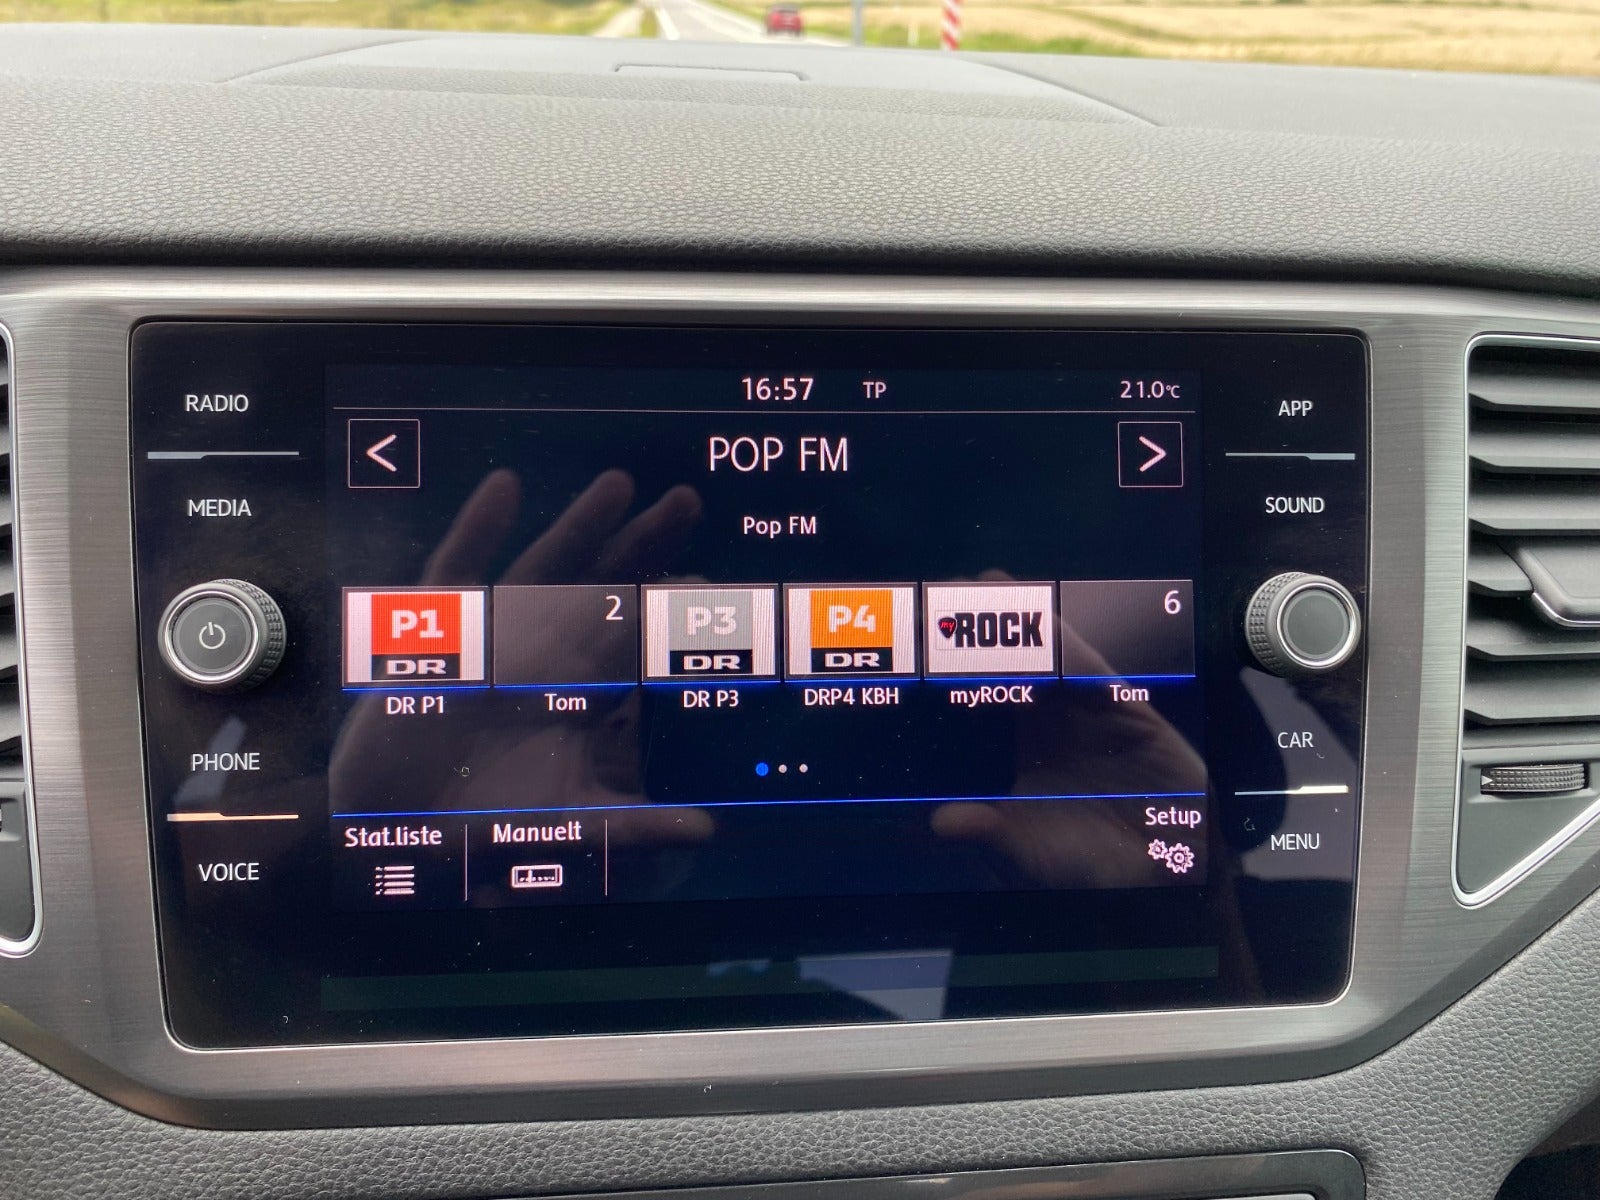 16:57 TP 21.0°C
RADIO
APP
POP FM
MEDIA
SOUND
Pop FM
P1
DR
2
P3
DR
P4
DR
my ROCK
6
DR P1
Tom
DR P3
DRP4 KBH
myROCK
Tom
PHONE
CAR
Stat.liste
Manuelt
Setup
VOICE
MENU